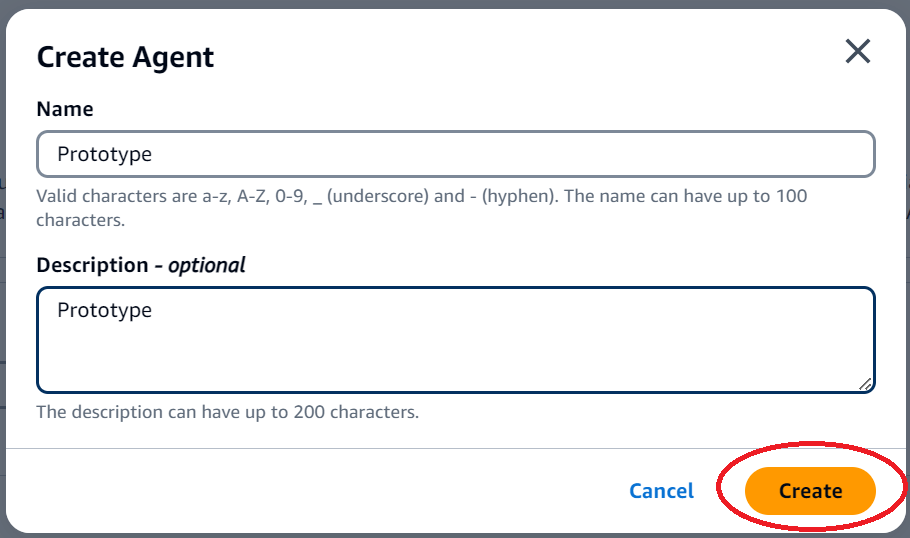 Create Agent
Name
Prototype
Valid characters are a-z, A-Z, 0-9, _ (underscore) and - (hyphen). The name can have up to 100
characters.
Description - optional
Prototype
The description can have up to 200 characters.
Cancel
Create